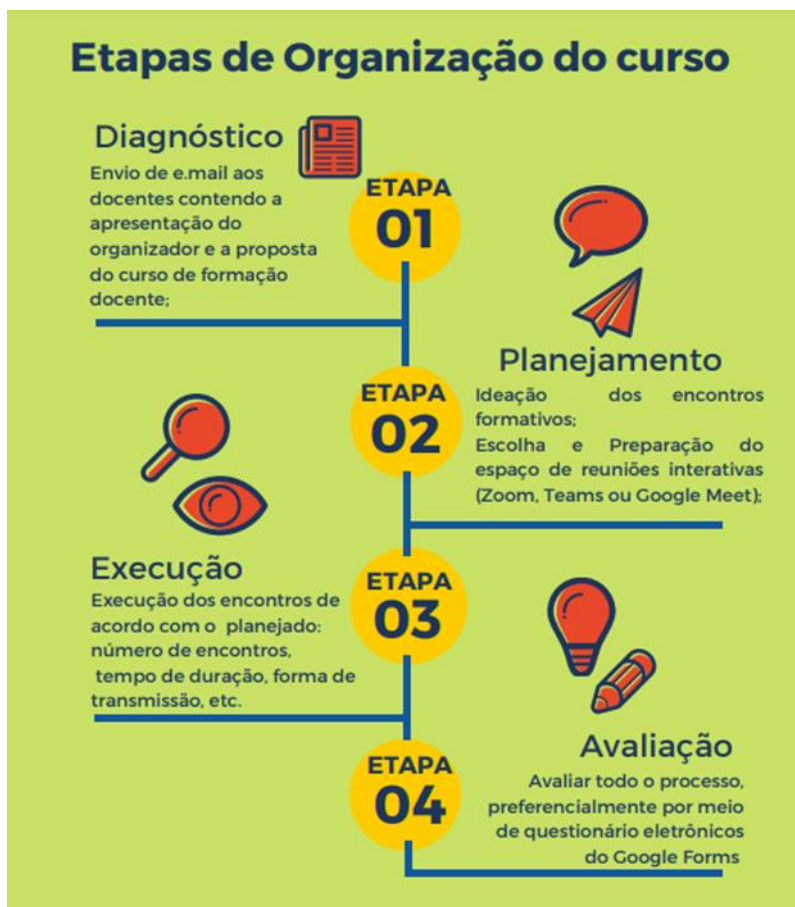 Etapas de Organização do curso
Diagnóstico
Envio de e.mail aos
docentes contendo a
apresentação do
organizador e a proposta
do curso de formação
docente;
ETAPA
01
Planejamento
Ideação dos encontros
formativos;
Escolha e Preparação do
espaço de reuniões interativas
(Zoom, Teams ou Google Meet);
ETAPA
02
Execução
Execução dos encontros de
acordo com o planejado:
número de encontros,
tempo de duração, forma de
transmissão, etc.
ETAPA
03
Avaliação
Avaliar todo o processo,
preferencialmente por meio
de questionário eletrônicos
do Google Forms
ETAPA
04